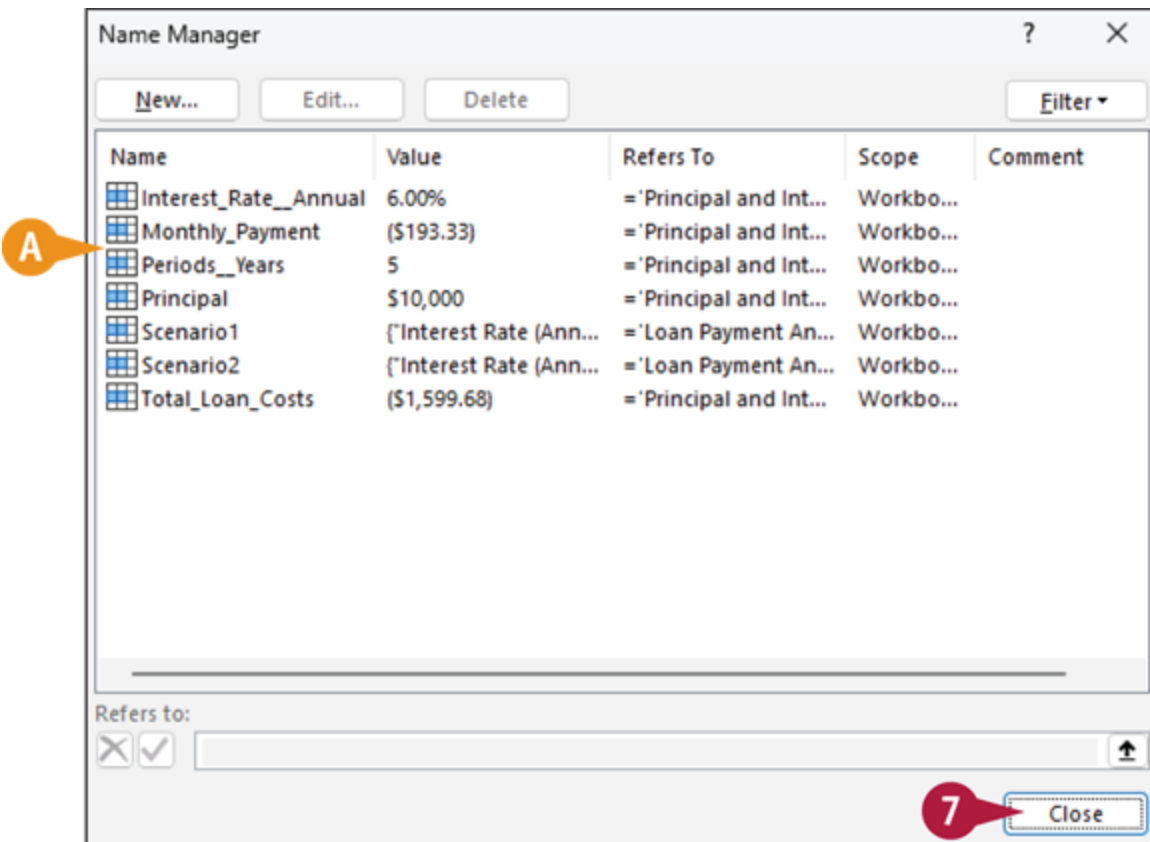 Name Manager ? ×
New... Edit... Delete Filter
Name Value Refers To Scope Comment
Interest_Rate__Annual 6.00% ='Principal and Int... Workbo...
A
Monthly_Payment ($193.33) ='Principal and Int... Workbo...
Periods__Years 5 ='Principal and Int... Workbo...
Principal $10,000 ='Principal and Int... Workbo...
Scenario1 {"Interest Rate (Ann... ='Loan Payment An... Workbo...
Scenario2 {"Interest Rate (Ann... ='Loan Payment An... Workbo...
Total_Loan_Costs ($1,599.68) ='Principal and Int... Workbo...
Refers to:
7 Close